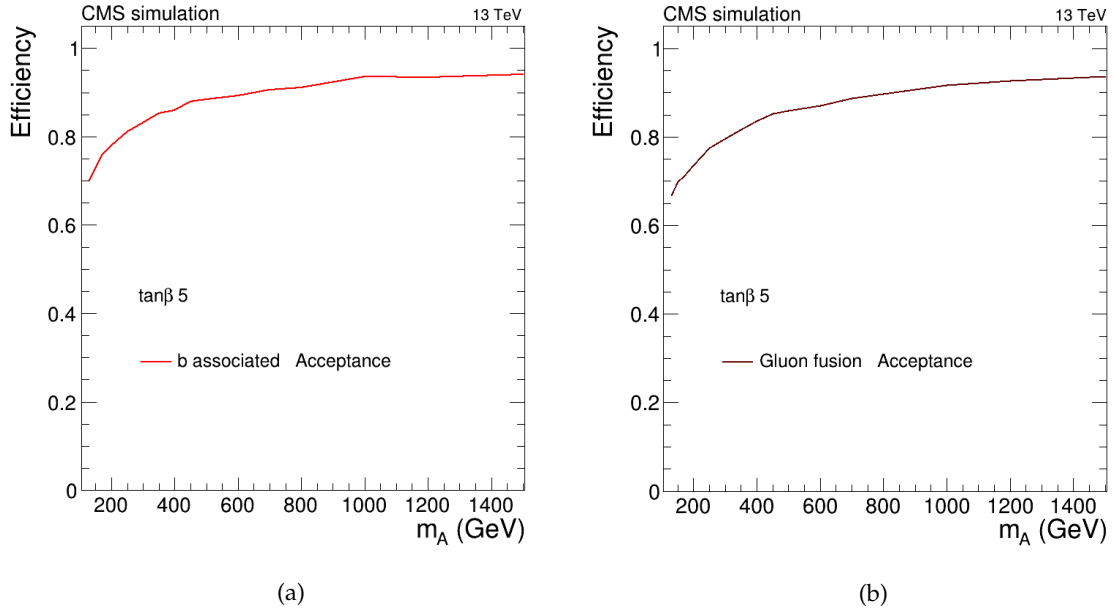 CMS simulation 13 TeV
Efficiency
1
0.8
0.6
0.4
0.2
0
tanβ 5
b associated Acceptance
200 400 600 800 1000 1200 1400
m_A (GeV)
(a)
CMS simulation 13 TeV
Efficiency
1
0.8
0.6
0.4
0.2
0
tanβ 5
Gluon fusion Acceptance
200 400 600 800 1000 1200 1400
m_A (GeV)
(b)